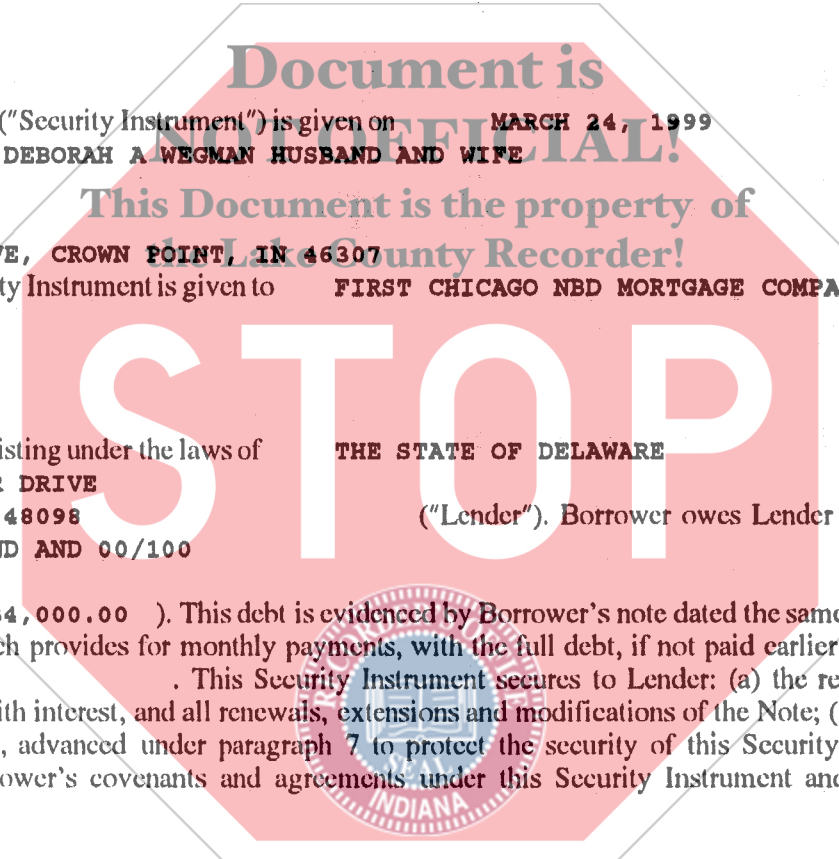 Document is
("Security Instrument") is given on MARCH 24, 1999
NOT OFFICIAL!
DEBORAH A WEGMAN HUSBAND AND WIFE
This Document is the property of
VE, CROWN POINT, IN 46307
the Lake County Recorder!
ty Instrument is given to FIRST CHICAGO NBD MORTGAGE COMPA
STOP
isting under the laws of THE STATE OF DELAWARE
R DRIVE
48098 ("Lender"). Borrower owes Lender
ND AND 00/100
4,000.00 ). This debt is evidenced by Borrower's note dated the same
ch provides for monthly payments, with the full debt, if not paid earlier
. This Security Instrument secures to Lender: (a) the re
ith interest, and all renewals, extensions and modifications of the Note; (
, advanced under paragraph 7 to protect the security of this Security
ower's covenants and agreements under this Security Instrument and
SEAL
INDIANA